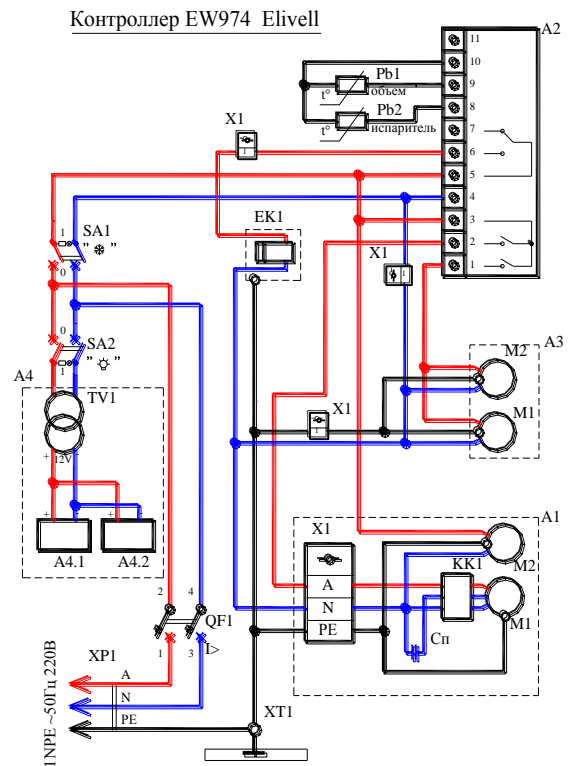 Контроллер EW974 Elivell
A2
11
10
Pb1
9
t°
объем
Pb2
8
X1
t°
испаритель
7
1
6
5
EK1
4
1
SA1
3
" ❄ "
X1
2
0
1
1
0
SA2
A3
" "
M2
1
A4
TV1
X1
M1
12V
+
1
A1
X1
+
+
M2
KK1
A4.1
A4.2
A
2
4
N
M1
QF1
PE
Сп
1
3
I>
XP1
A
N
XT1
PE
1NPE ~50Гц 220В